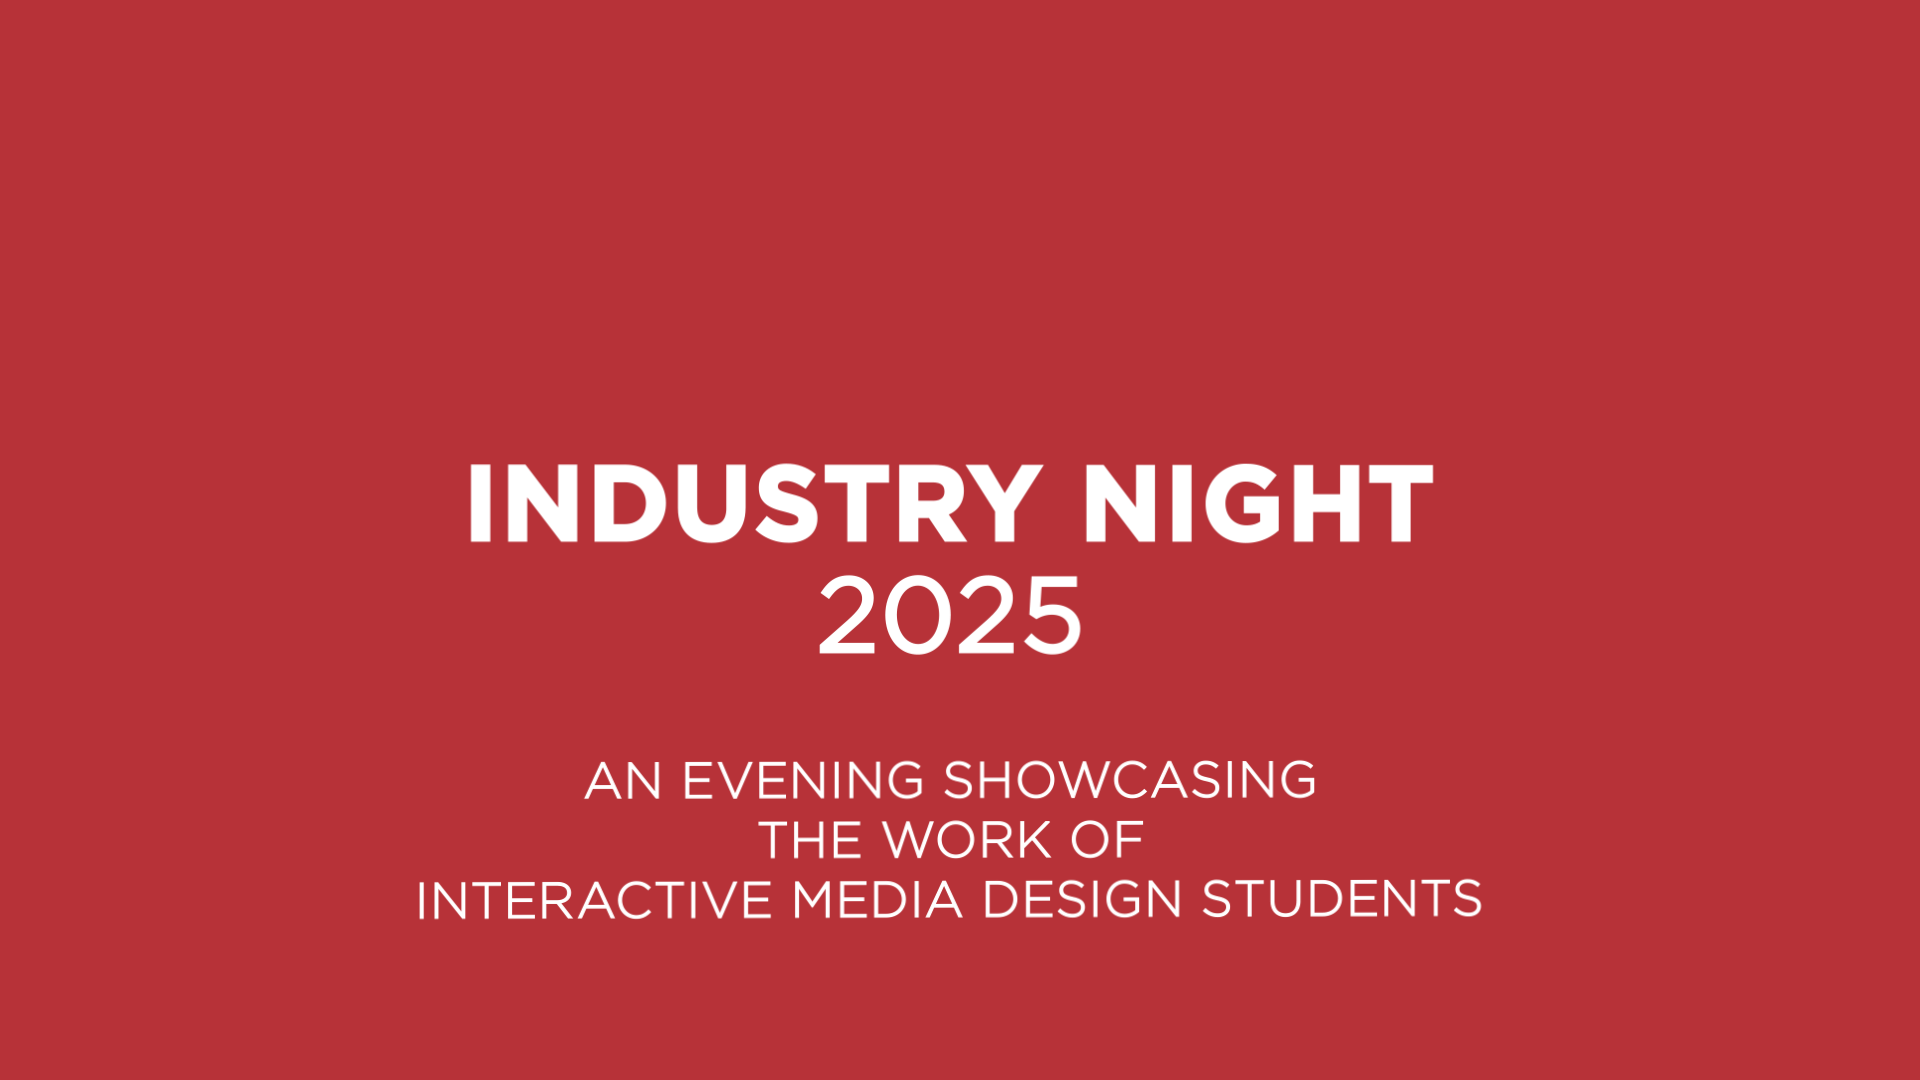 INDUSTRY NIGHT
2025
AN EVENING SHOWCASING
THE WORK OF
INTERACTIVE MEDIA DESIGN STUDENTS